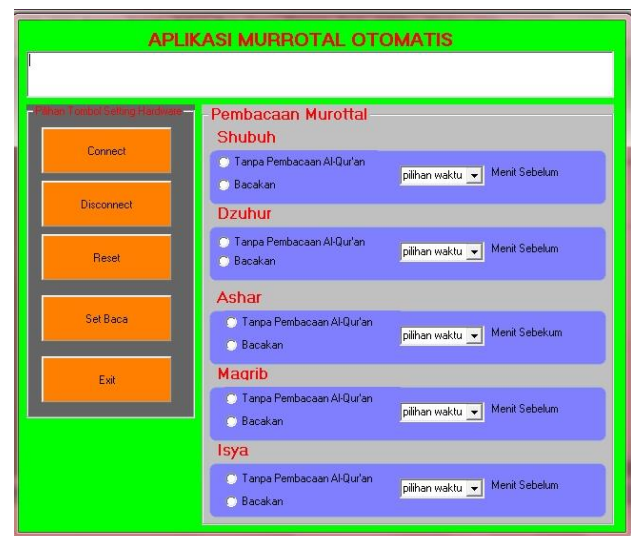 APLIKASI MURROTAL OTOMATIS
Pilihan Tombol Setting Hardware
Connect
Disconnect
Reset
Set Baca
Exit
Pembacaan Murottal
Shubuh
Tanpa Pembacaan Al-Qur'an
Bacakan
pilihan waktu
Menit Sebelum
Dzuhur
Tanpa Pembacaan Al-Qur'an
Bacakan
pilihan waktu
Menit Sebelum
Ashar
Tanpa Pembacaan Al-Qur'an
Bacakan
pilihan waktu
Menit Sebekum
Magrib
Tanpa Pembacaan Al-Qur'an
Bacakan
pilihan waktu
Menit Sebelum
Isya
Tanpa Pembacaan Al-Qur'an
Bacakan
pilihan waktu
Menit Sebelum